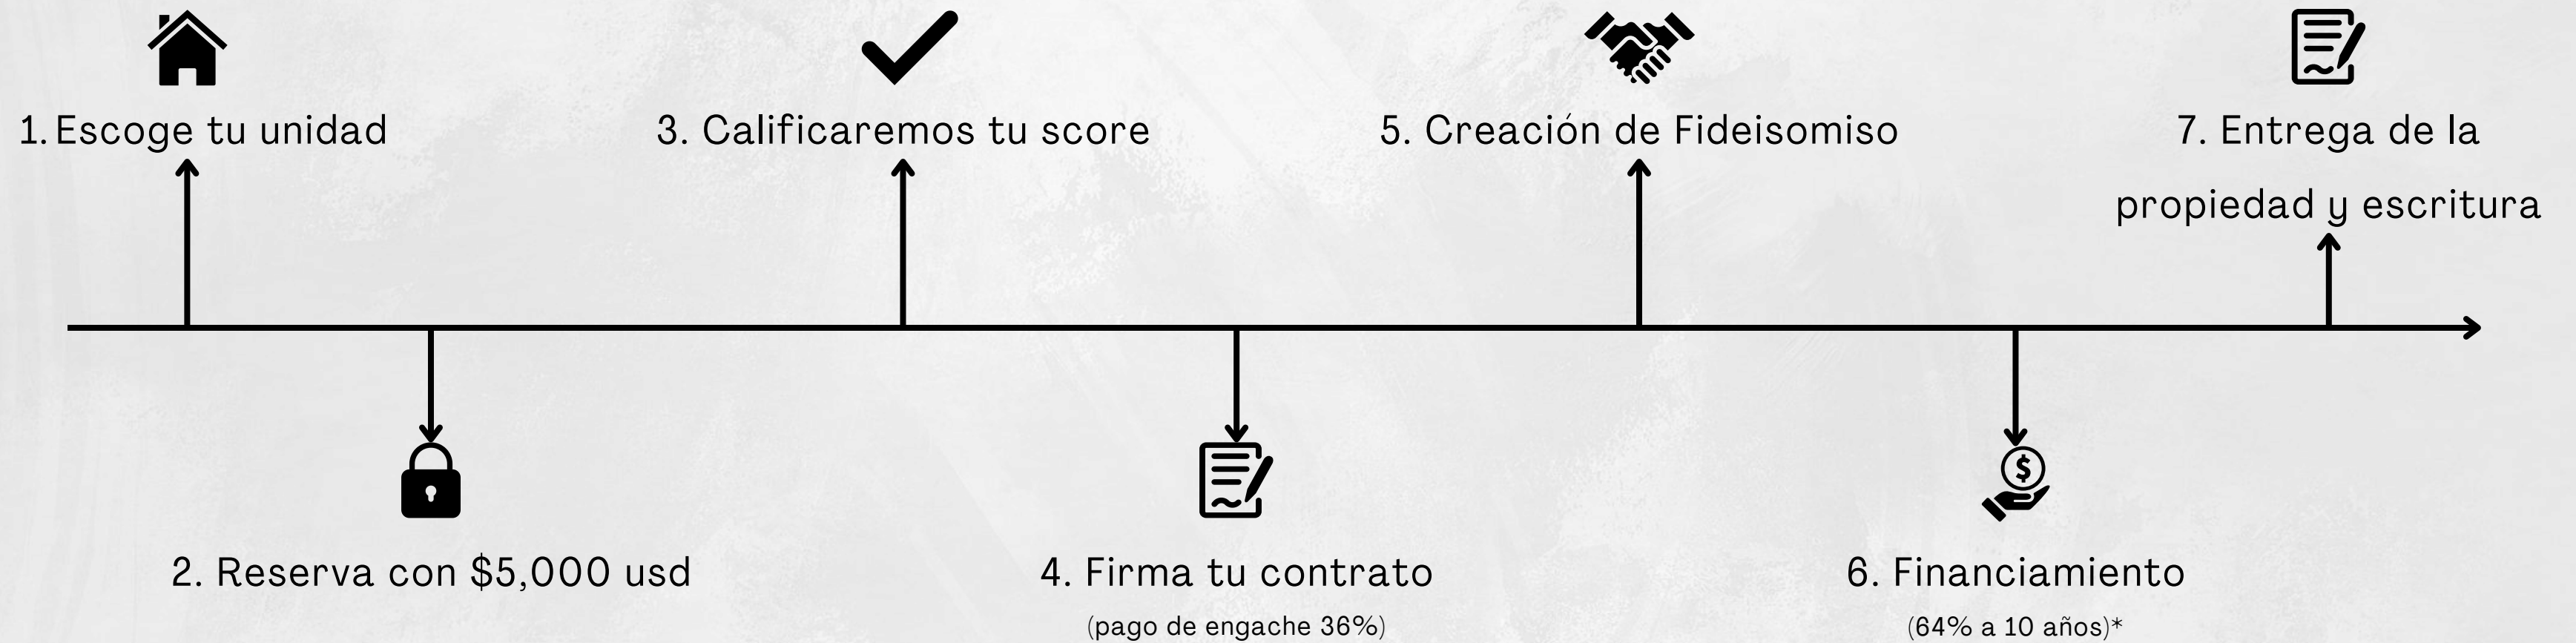 1. Escoge tu unidad
2. Reserva con $5,000 usd
3. Calificaremos tu score
4. Firma tu contrato
(pago de engache 36%)
5. Creación de Fideisomiso
6. Financiamiento
(64% a 10 años)*
7. Entrega de la
propiedad y escritura